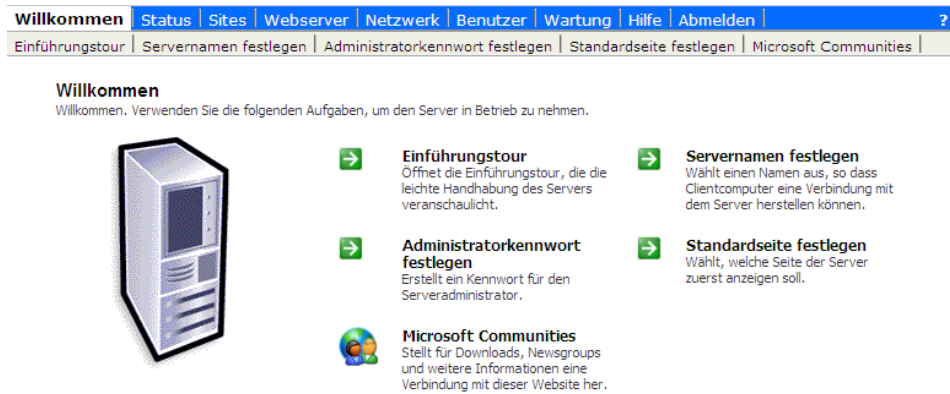 Willkommen Status Sites Webserver Netzwerk Benutzer Wartung Hilfe Abmelden ?
Einführungstour Servernamen festlegen Administratorkennwort festlegen Standardseite festlegen Microsoft Communities
Willkommen
Willkommen. Verwenden Sie die folgenden Aufgaben, um den Server in Betrieb zu nehmen.
Einführungstour
Öffnet die Einführungstour, die die
leichte Handhabung des Servers
veranschaulicht.
Servernamen festlegen
Wählt einen Namen aus, so dass
Clientcomputer eine Verbindung mit
dem Server herstellen können.
Administratorkennwort
festlegen
Erstellt ein Kennwort für den
Serveradministrator.
Standardseite festlegen
Wählt, welche Seite der Server
zuerst anzeigen soll.
Microsoft Communities
Stellt für Downloads, Newsgroups
und weitere Informationen eine
Verbindung mit dieser Website her.